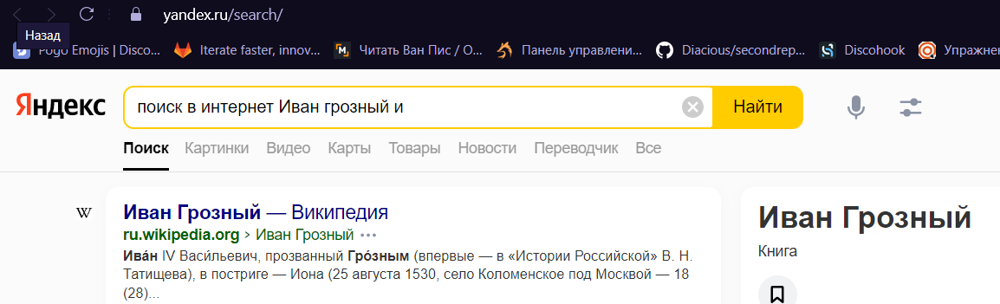 yandex.ru/search/
Назад
Pogo Emojis | Disco... Iterate faster, innov... Читать Ван Пис / О... Панель управлени... Diacious/secondrep... Discohook Упражнен
Яндекс поиск в интернет Иван грозный и Найти
Поиск Картинки Видео Карты Товары Новости Переводчик Все
W Иван Грозный — Википедия
ru.wikipedia.org › Иван Грозный
Ива́н IV Васи́льевич, прозванный Гро́зным (впервые — в «Истории Российской» В. Н.
Татищева), в постриге — Иона (25 августа 1530, село Коломенское под Москвой — 18
(28)...
Иван Грозный
Книга